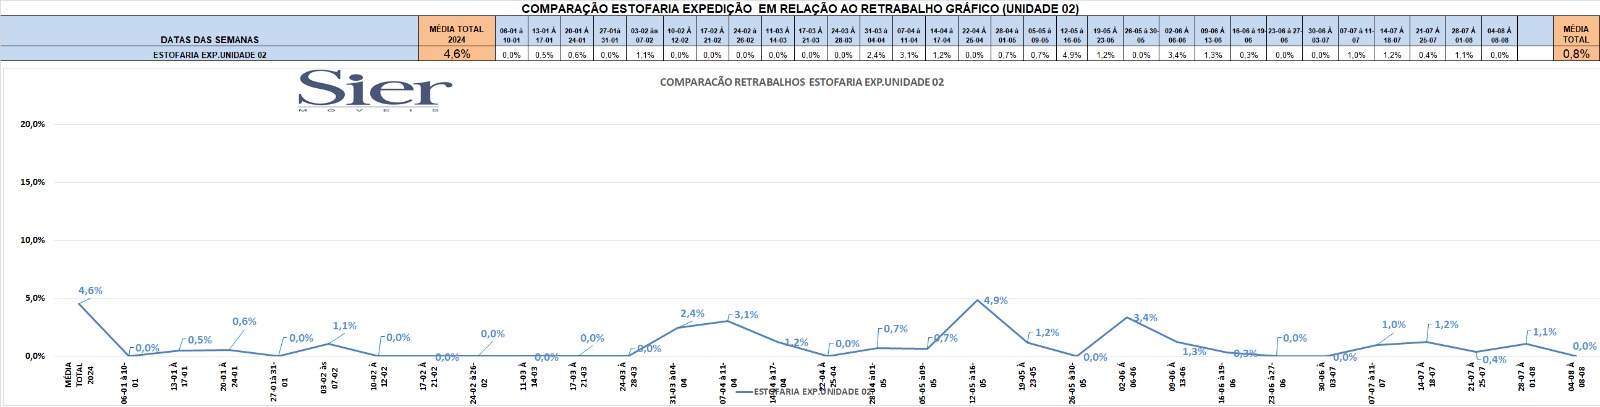 COMPARAÇÃO ESTOFARIA EXPEDIÇÃO EM RELAÇÃO AO RETRABALHO GRÁFICO (UNIDADE 02)
DATAS DAS SEMANAS MÉDIA TOTAL 2024 06-01 à 10-01 13-01 À 17-01 20-01 À 24-01 27-01à 31-01 03-02 às 07-02 10-02 À 12-02 17-02 À 21-02 24-02 à 26-02 11-03 À 14-03 17-03 À 21-03 24-03 À 28-03 31-03 à 04-04 07-04 à 11-04 14-04 à 17-04 22-04 À 25-04 28-04 à 01-05 05-05 à 09-05 12-05 à 16-05 19-05 À 23-05 26-05 à 30-05 02-06 À 06-06 09-06 À 13-06 16-06 à 19-06 23-06 à 27-06 30-06 À 03-07 07-07 à 11-07 14-07 À 18-07 21-07 À 25-07 28-07 À 01-08 04-08 À 08-08 MÉDIA TOTAL
ESTOFARIA EXP.UNIDADE 02 4,6% 0,0% 0,5% 0,6% 0,0% 1,1% 0,0% 0,0% 0,0% 0,0% 0,0% 0,0% 2,4% 3,1% 1,2% 0,0% 0,7% 0,7% 4,9% 1,2% 0,0% 3,4% 1,3% 0,3% 0,0% 0,0% 1,0% 1,2% 0,4% 1,1% 0,0% 0,8%
Sier
MÓVEIS
COMPARACÃO RETRABALHOS ESTOFARIA EXP.UNIDADE 02
20,0%
15,0%
10,0%
5,0%
0,0%
4,6% 0,0% 0,5% 0,6% 0,0% 1,1% 0,0% 0,0% 0,0% 0,0% 0,0% 0,0% 2,4% 3,1% 1,2% 0,0% 0,7% 0,7% 4,9% 1,2% 0,0% 3,4% 1,3% 0,3% 0,0% 0,0% 1,0% 1,2% 0,4% 1,1% 0,0%
MÉDIA TOTAL 2024
06-01 à 10-01
13-01 À 17-01
20-01 À 24-01
27-01à 31-01
03-02 às 07-02
10-02 À 12-02
17-02 À 21-02
24-02 à 26-02
11-03 À 14-03
17-03 À 21-03
24-03 À 28-03
31-03 à 04-04
07-04 à 11-04
14-04 à 17-04
22-04 À 25-04
28-04 à 01-05
05-05 à 09-05
12-05 à 16-05
19-05 À 23-05
26-05 à 30-05
02-06 À 06-06
09-06 À 13-06
16-06 à 19-06
23-06 à 27-06
30-06 À 03-07
07-07 à 11-07
14-07 À 18-07
21-07 À 25-07
28-07 À 01-08
04-08 À 08-08
ESTOFARIA EXP.UNIDADE 02